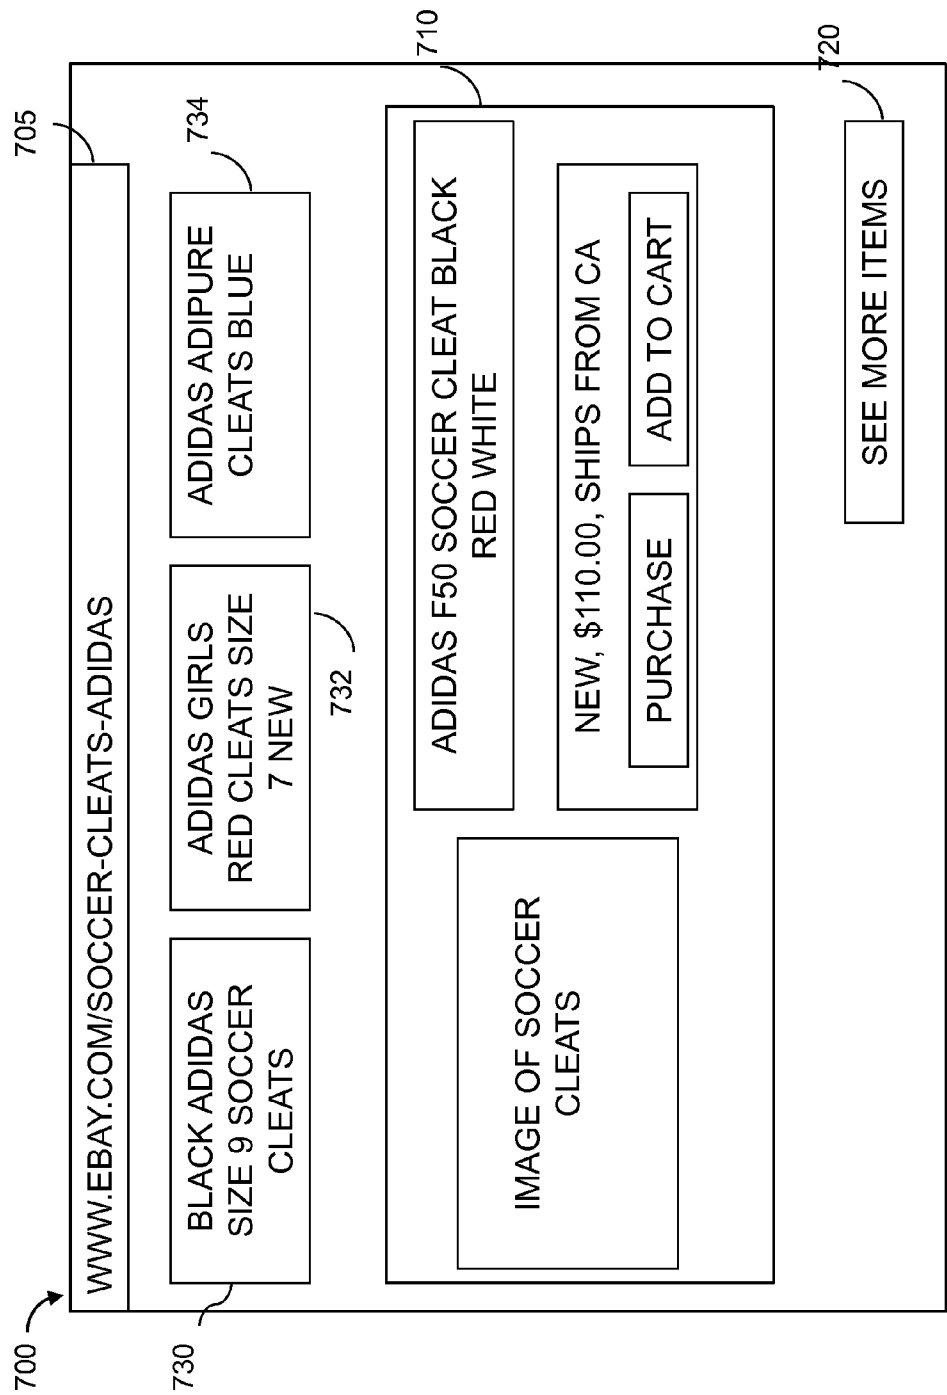 700
705
WWW.EBAY.COM/SOCCER-CLEATS-ADIDAS
730
BLACK ADIDAS
SIZE 9 SOCCER
CLEATS
ADIDAS GIRLS
RED CLEATS SIZE
7 NEW
732
ADIDAS ADIPURE
CLEATS BLUE
734
710
IMAGE OF SOCCER
CLEATS
ADIDAS F50 SOCCER CLEAT BLACK
RED WHITE
NEW, $110.00, SHIPS FROM CA
PURCHASE
ADD TO CART
SEE MORE ITEMS
720